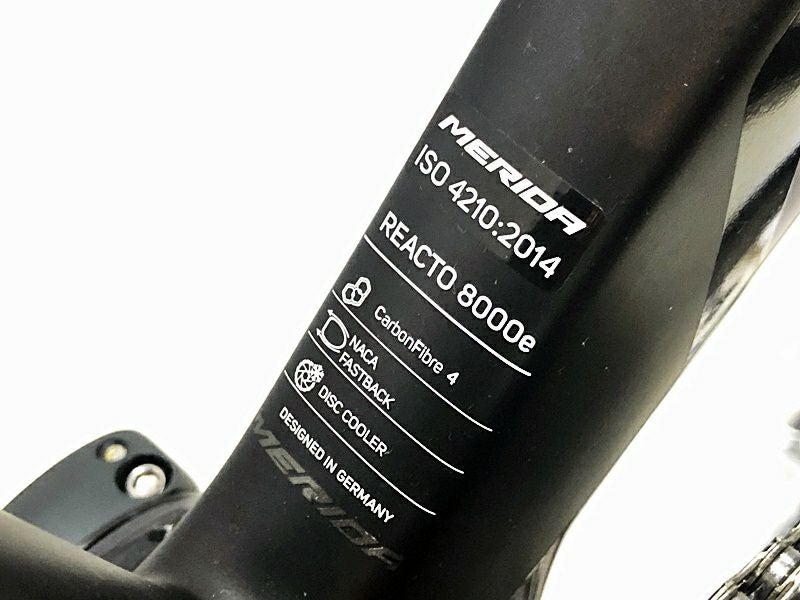 MERIDA
ISO 4210:2014
REACTO 8000e
CarbonFibre 4
NACA
FASTBACK
DISC COOLER
DESIGNED IN GERMANY
MERIDA